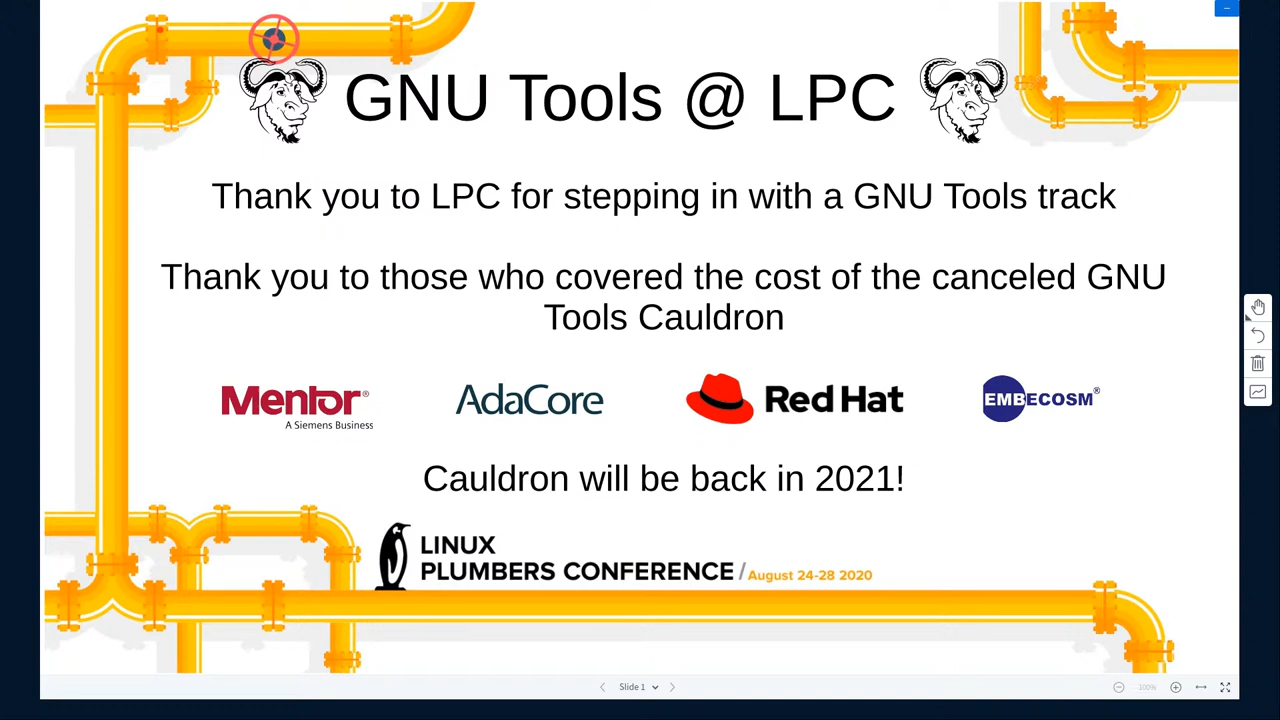 GNU Tools @ LPC
Thank you to LPC for stepping in with a GNU Tools track
Thank you to those who covered the cost of the canceled GNU
Tools Cauldron
Mentor®
A Siemens Business
AdaCore
Red Hat
EMBECOSM®
Cauldron will be back in 2021!
LINUX
PLUMBERS CONFERENCE / August 24-28 2020
Slide 1
100%